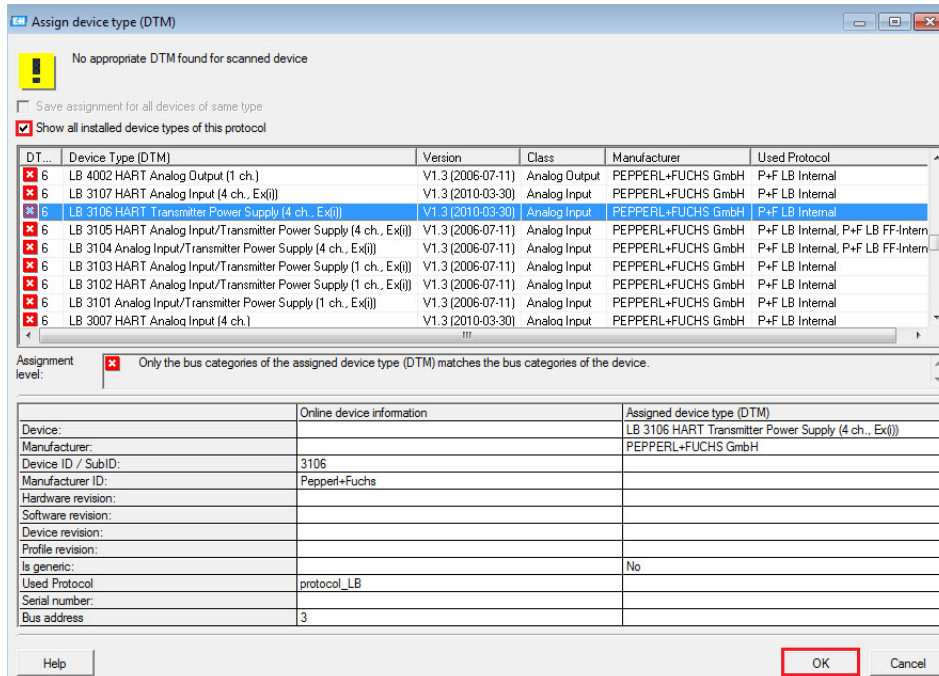 E+H Assign device type (DTM)
No appropriate DTM found for scanned device
Save assignment for all devices of same type
Show all installed device types of this protocol
DT... Device Type (DTM) Version Class Manufacturer Used Protocol
6 LB 4002 HART Analog Output (1 ch.) V1.3 (2006-07-11) Analog Output PEPPERL+FUCHS GmbH P+F LB Internal
6 LB 3107 HART Analog Input (4 ch., Ex(i)) V1.3 (2010-03-30) Analog Input PEPPERL+FUCHS GmbH P+F LB Internal
6 LB 3106 HART Transmitter Power Supply (4 ch., Ex(i)) V1.3 (2010-03-30) Analog Input PEPPERL+FUCHS GmbH P+F LB Internal
6 LB 3105 HART Analog Input/Transmitter Power Supply (4 ch., Ex(i)) V1.3 (2006-07-11) Analog Input PEPPERL+FUCHS GmbH P+F LB Internal, P+F LB FF-Intern
6 LB 3104 Analog Input/Transmitter Power Supply (4 ch., Ex(i)) V1.3 (2006-07-11) Analog Input PEPPERL+FUCHS GmbH P+F LB Internal, P+F LB FF-Intern
6 LB 3103 HART Analog Input/Transmitter Power Supply (1 ch., Ex(i)) V1.3 (2006-07-11) Analog Input PEPPERL+FUCHS GmbH P+F LB Internal
6 LB 3102 HART Analog Input/Transmitter Power Supply (1 ch., Ex(i)) V1.3 (2006-07-11) Analog Input PEPPERL+FUCHS GmbH P+F LB Internal
6 LB 3101 Analog Input/Transmitter Power Supply (1 ch., Ex(i)) V1.3 (2006-07-11) Analog Input PEPPERL+FUCHS GmbH P+F LB Internal
6 LB 3007 HART Analog Input (4 ch.) V1.3 (2010-03-30) Analog Input PEPPERL+FUCHS GmbH P+F LB Internal
Assignment level: Only the bus categories of the assigned device type (DTM) matches the bus categories of the device.
Online device information Assigned device type (DTM)
Device: LB 3106 HART Transmitter Power Supply (4 ch., Ex(i))
Manufacturer: PEPPERL+FUCHS GmbH
Device ID / SubID: 3106
Manufacturer ID: Pepperl+Fuchs
Hardware revision:
Software revision:
Device revision:
Profile revision:
Is generic: No
Used Protocol protocol_LB
Serial number:
Bus address 3
Help OK Cancel